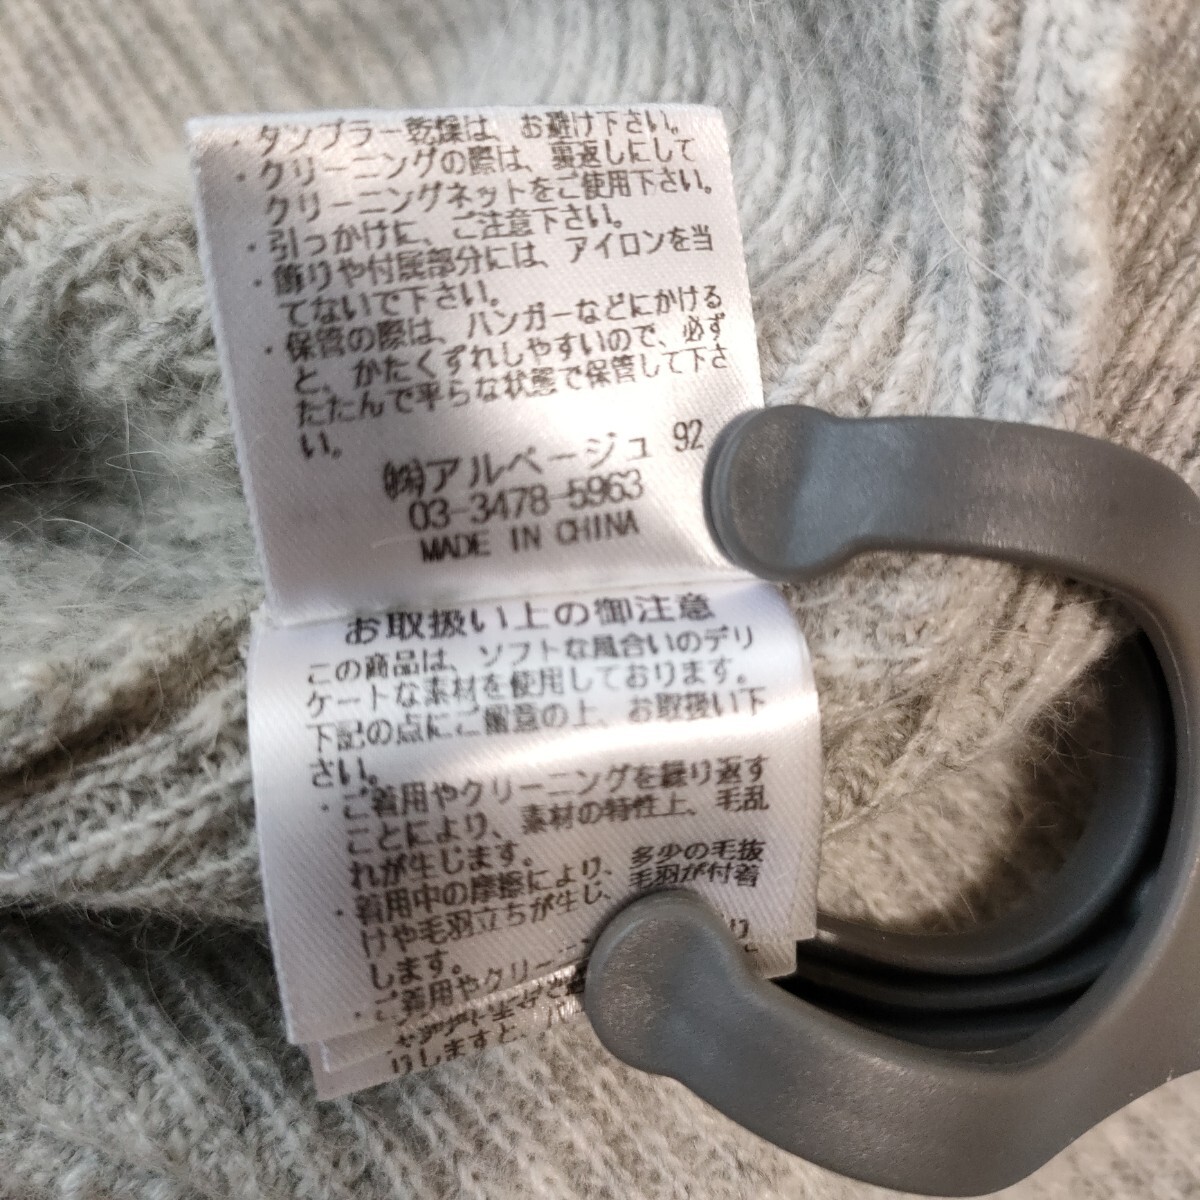 ・タンブラー乾燥は、お避け下さい。
・クリーニングの際は、裏返しにして
クリーニングネットをご使用下さい。
・引っかけに、ご注意下さい。
・飾りや付属部分には、アイロンを当
てないで下さい。
・保管の際は、ハンガーなどにかける
と、かたくずれしやすいので、必ず
たたんで平らな状態で保管して下さ
い。
㈱アルページュ 92
03-3478-5963
MADE IN CHINA
お取扱い上の御注意
この商品は、ソフトな風合いのデリ
ケートな素材を使用しております。
下記の点にご留意の上、お取扱い下
さい。
・ご着用やクリーニングを繰り返す
ことにより、素材の特性上、毛乱
れが生じます。
・着用中の摩擦により、多少の毛抜
けや毛羽立ちが生じ、毛羽が付着
します。
・ご着用やクリーニ
りしますと、